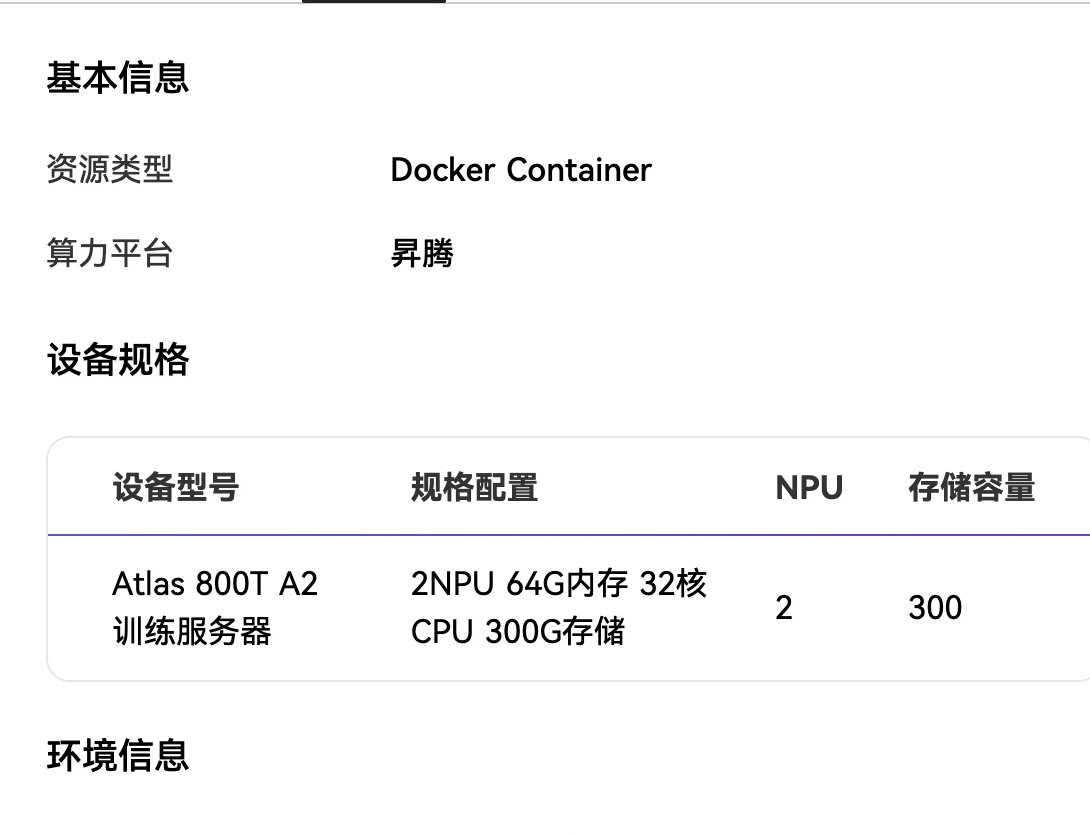 基本信息
资源类型 Docker Container
算力平台 昇腾
设备规格
设备型号 规格配置 NPU 存储容量
Atlas 800T A2 2NPU 64G内存 32核
训练服务器 CPU 300G存储 2 300
环境信息